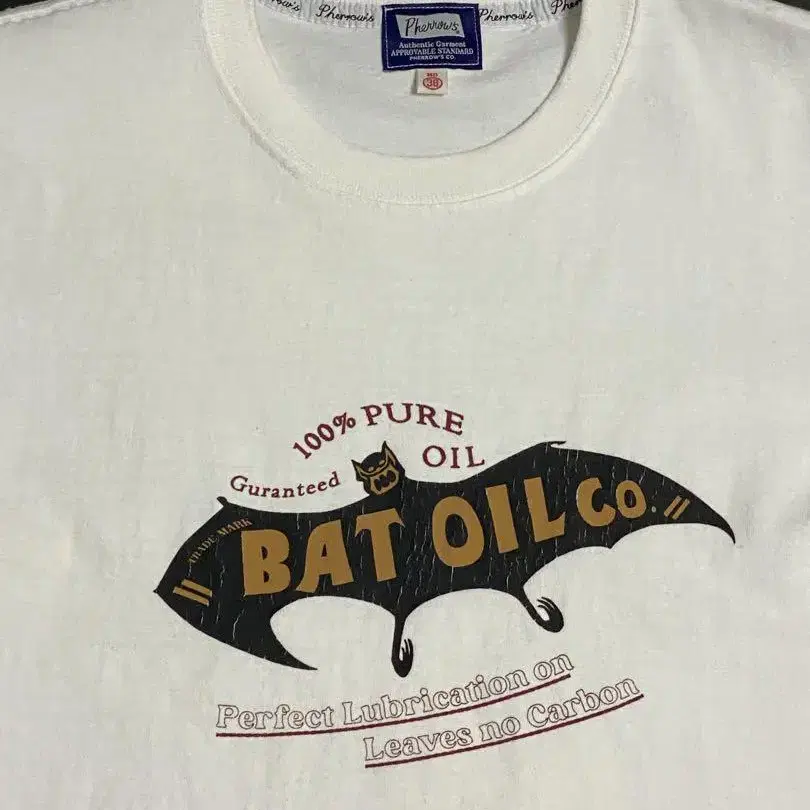 Pherrow's
Pherrow's
Pherrow's
Authentic Garment
APPROVABLE STANDARD
PHERROW'S CO.
NO
38
100% PURE
Guranteed OIL
TRADE MARK
BAT OIL Co.
Perfect Lubrication on
Leaves no Carbon